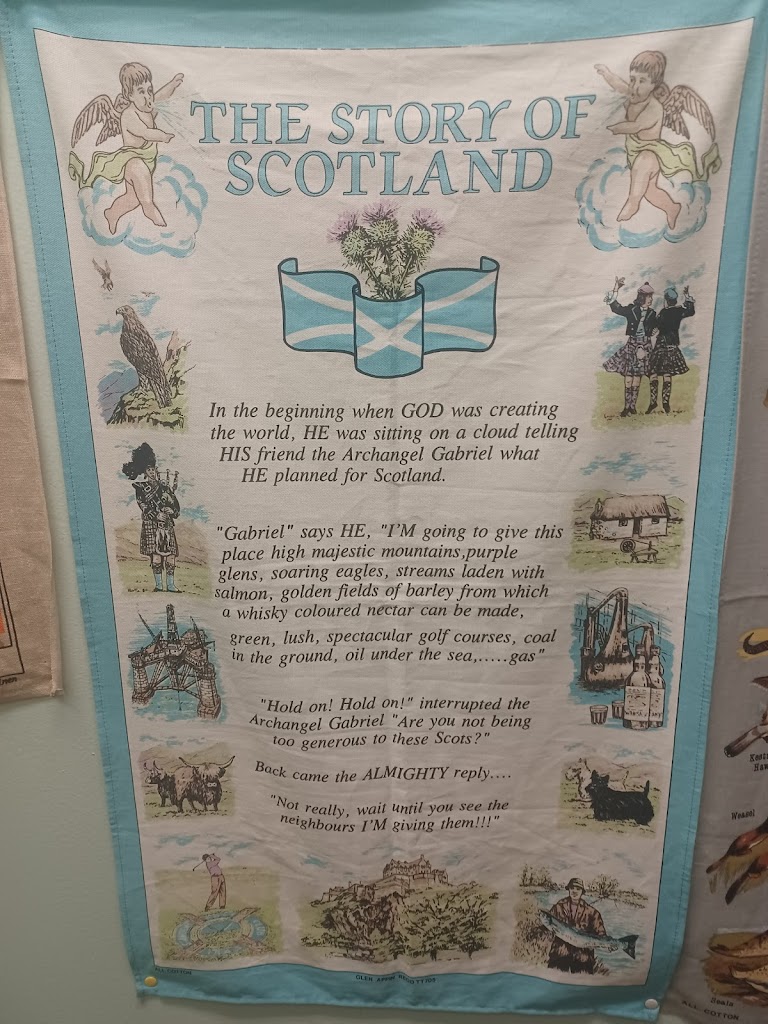 THE STORY OF
SCOTLAND
In the beginning when GOD was creating
the world, HE was sitting on a cloud telling
HIS friend the Archangel Gabriel what
HE planned for Scotland.
"Gabriel" says HE, "I'M going to give this
place high majestic mountains,purple
glens, soaring eagles, streams laden with
salmon, golden fields of barley from which
a whisky coloured nectar can be made,
green, lush, spectacular golf courses, coal
in the ground, oil under the sea,.....gas"
"Hold on! Hold on!" interrupted the
Archangel Gabriel "Are you not being
too generous to these Scots?"
Back came the ALMIGHTY reply....
"Not really, wait until you see the
neighbours I'M giving them!!!"
ALL COTTON
Weasel
Seals
ALL COTTON